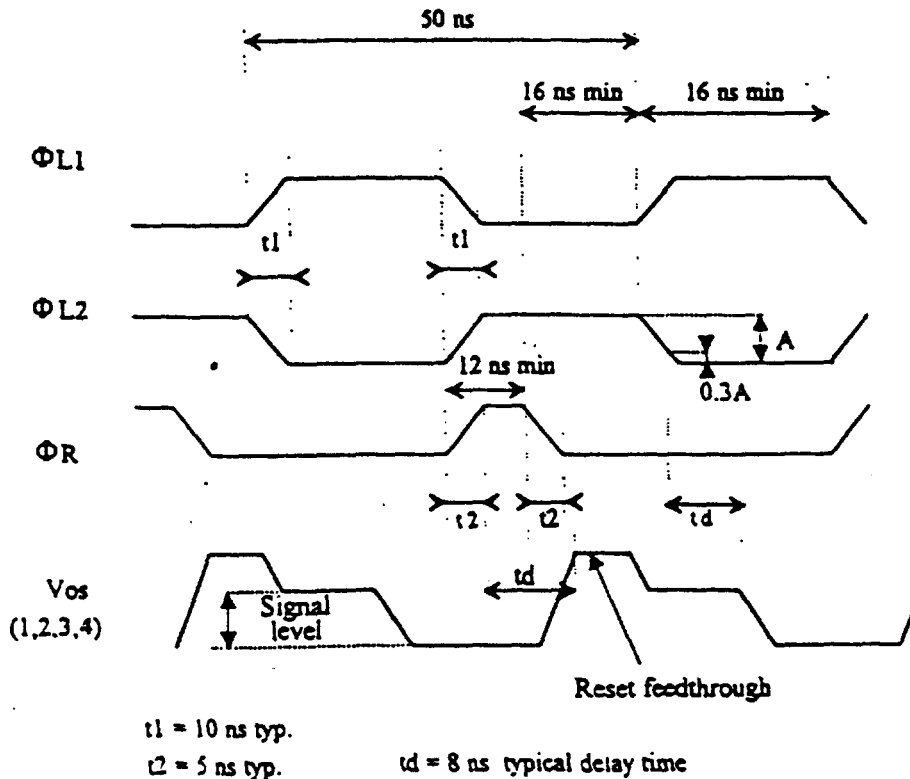 50 ns
16 ns min 16 ns min
ΦL1
t1 t1
ΦL2
A
12 ns min
0.3A
ΦR
t2 t2 td
Vos
(1,2.3,4)
Signal
level
td
Reset feedthrough
t1 = 10 ns typ.
t2 = 5 ns typ. td = 8 ns typical delay time